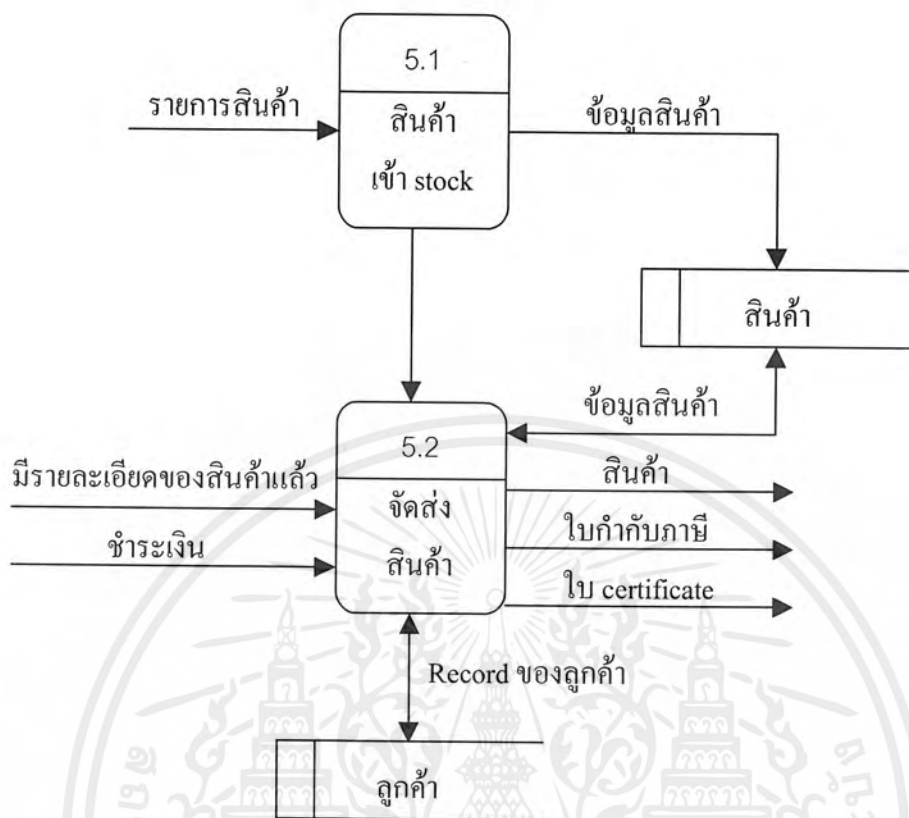 5.1
รายการสินค้า
สินค้า
เข้า stock
ข้อมูลสินค้า
สินค้า
ข้อมูลสินค้า
5.2
มีรายละเอียดของสินค้าแล้ว
จัดส่ง
สินค้า
สินค้า
ชำระเงิน
ใบกำกับภาษี
ใบ certificate
Record ของลูกค้า
ลูกค้า